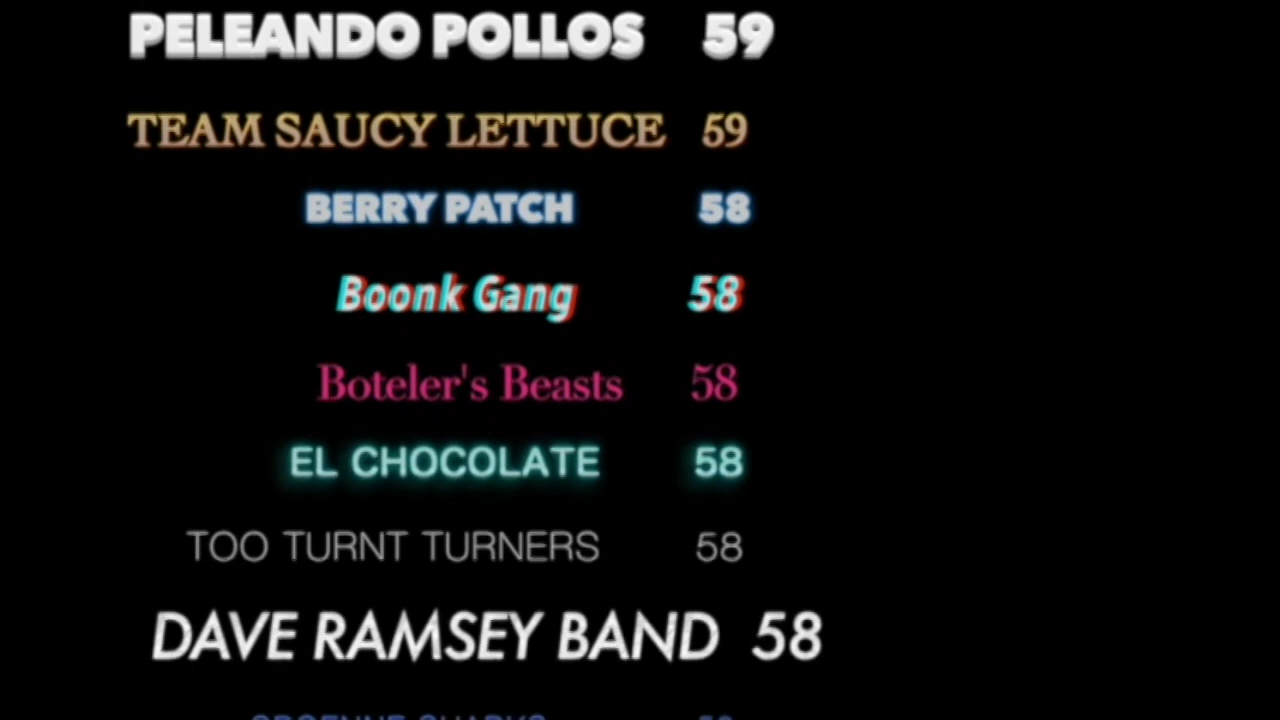 PELEANDO POLLOS 59
TEAM SAUCY LETTUCE 59
BERRY PATCH 58
Boonk Gang 58
Boteler's Beasts 58
EL CHOCOLATE 58
TOO TURNT TURNERS 58
DAVE RAMSEY BAND 58